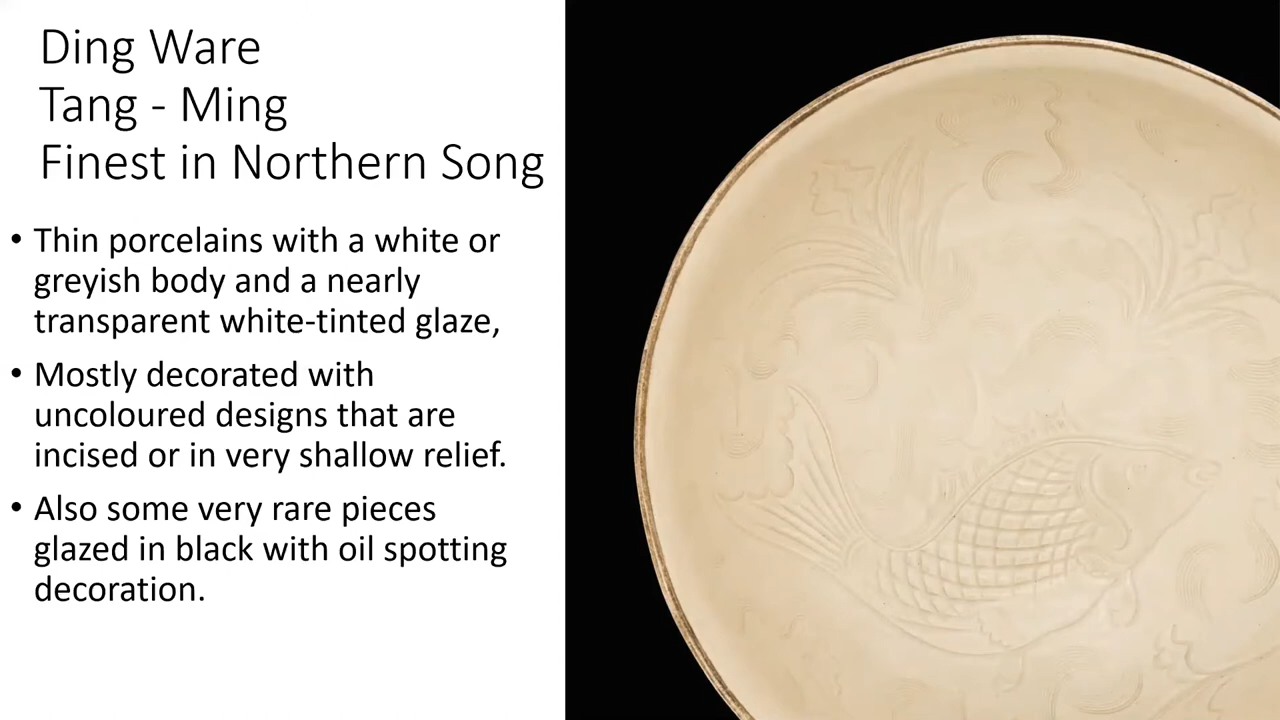 Ding Ware
Tang - Ming
Finest in Northern Song
• Thin porcelains with a white or
greyish body and a nearly
transparent white-tinted glaze,
• Mostly decorated with
uncoloured designs that are
incised or in very shallow relief.
• Also some very rare pieces
glazed in black with oil spotting
decoration.